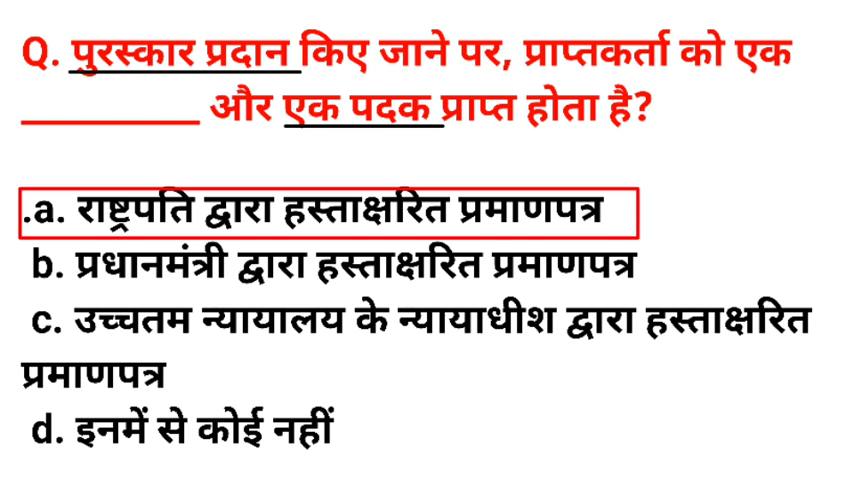 Q. पुरस्कार प्रदान किए जाने पर, प्राप्तकर्ता को एक
__________ और एक पदक प्राप्त होता है?
.a. राष्ट्रपति द्वारा हस्ताक्षरित प्रमाणपत्र
b. प्रधानमंत्री द्वारा हस्ताक्षरित प्रमाणपत्र
c. उच्चतम न्यायालय के न्यायाधीश द्वारा हस्ताक्षरित
प्रमाणपत्र
d. इनमें से कोई नहीं